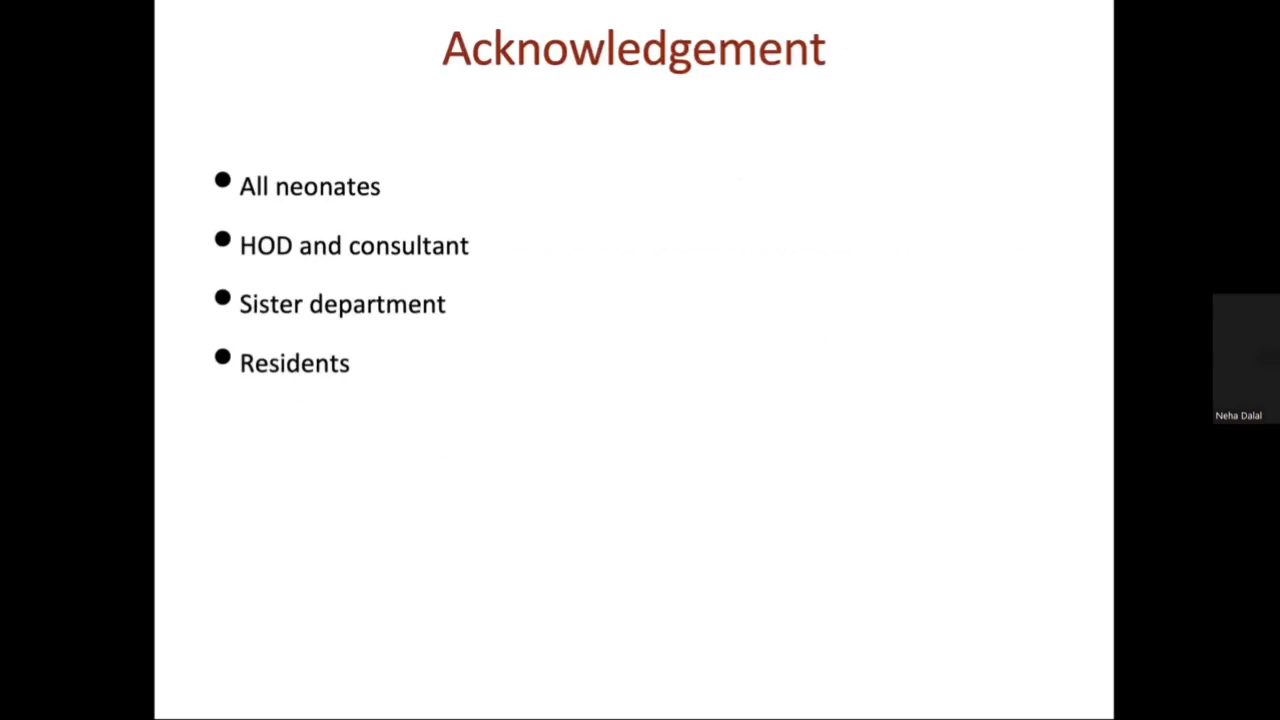 Acknowledgement
All neonates
HOD and consultant
Sister department
Residents
Neha Dalal